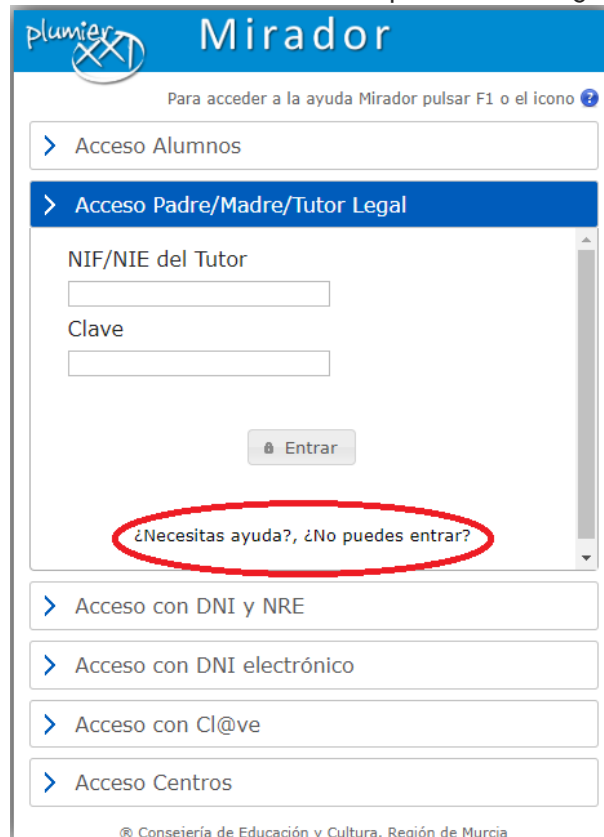 plumier XXI
Mirador
Para acceder a la ayuda Mirador pulsar F1 o el icono ?
Acceso Alumnos
Acceso Padre/Madre/Tutor Legal
NIF/NIE del Tutor
Clave
Entrar
¿Necesitas ayuda?, ¿No puedes entrar?
Acceso con DNI y NRE
Acceso con DNI electrónico
Acceso con Cl@ve
Acceso Centros
® Consejería de Educación y Cultura. Región de Murcia